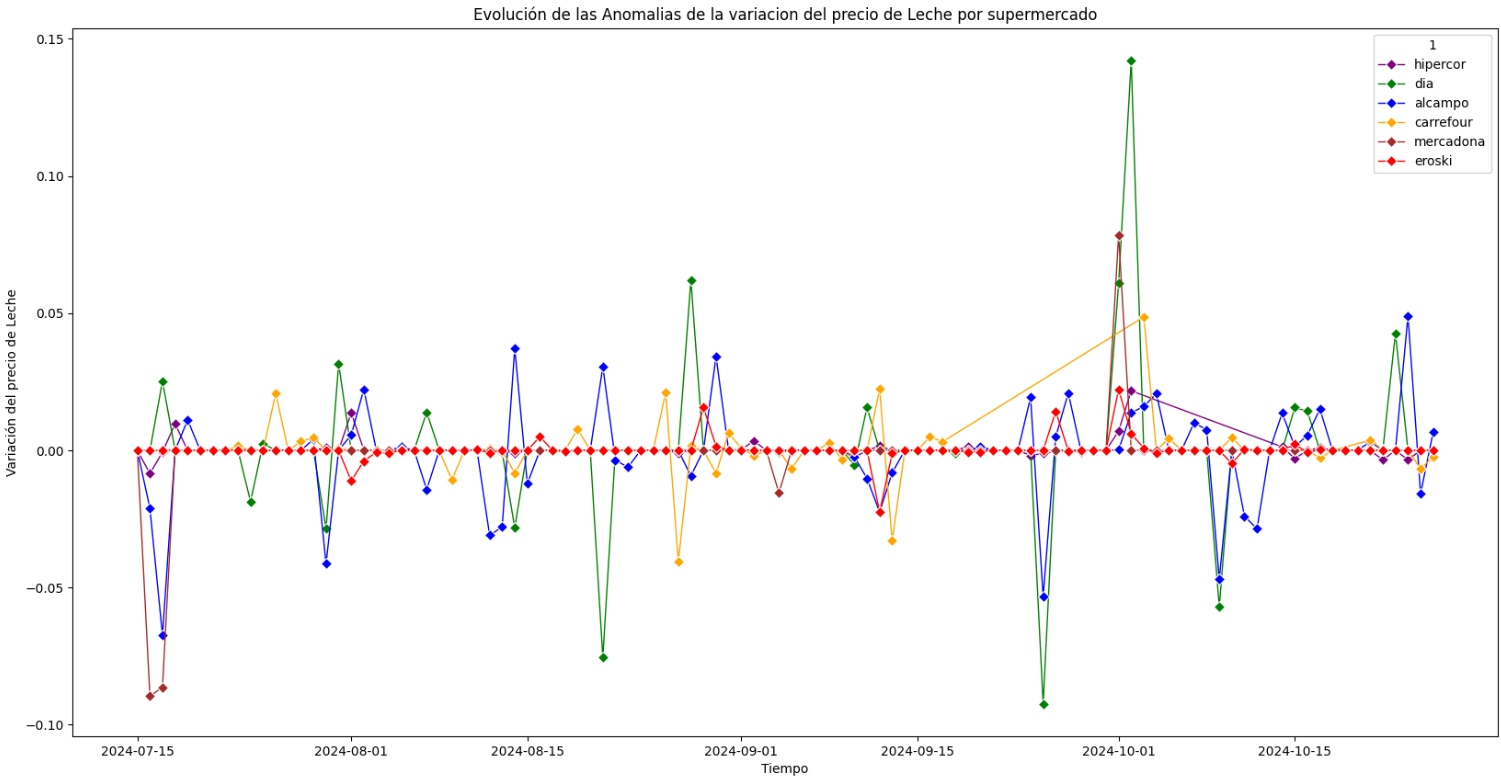 Evolución de las Anomalias de la variacion del precio de Leche por supermercado
Variación del precio de Leche
0.15
0.10
0.05
0.00
−0.05
−0.10
1
hipercor
dia
alcampo
carrefour
mercadona
eroski
2024-07-15
2024-08-01
2024-08-15
2024-09-01
2024-09-15
2024-10-01
2024-10-15
Tiempo